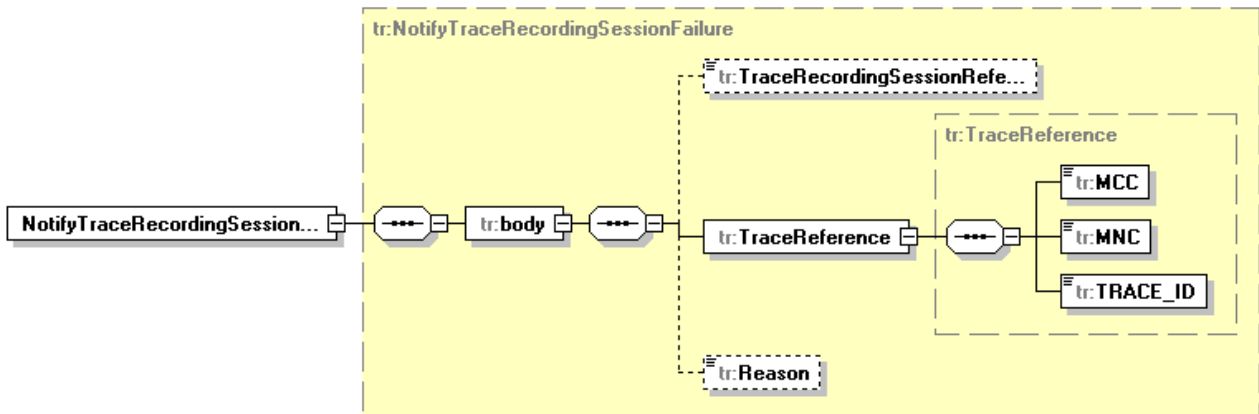 tr:NotifyTraceRecordingSessionFailure
tr:TraceRecordingSessionRefe...
tr:TraceReference
tr:MCC
NotifyTraceRecordingSession...
tr:body
tr:TraceReference
tr:MNC
tr:TRACE_ID
tr:Reason